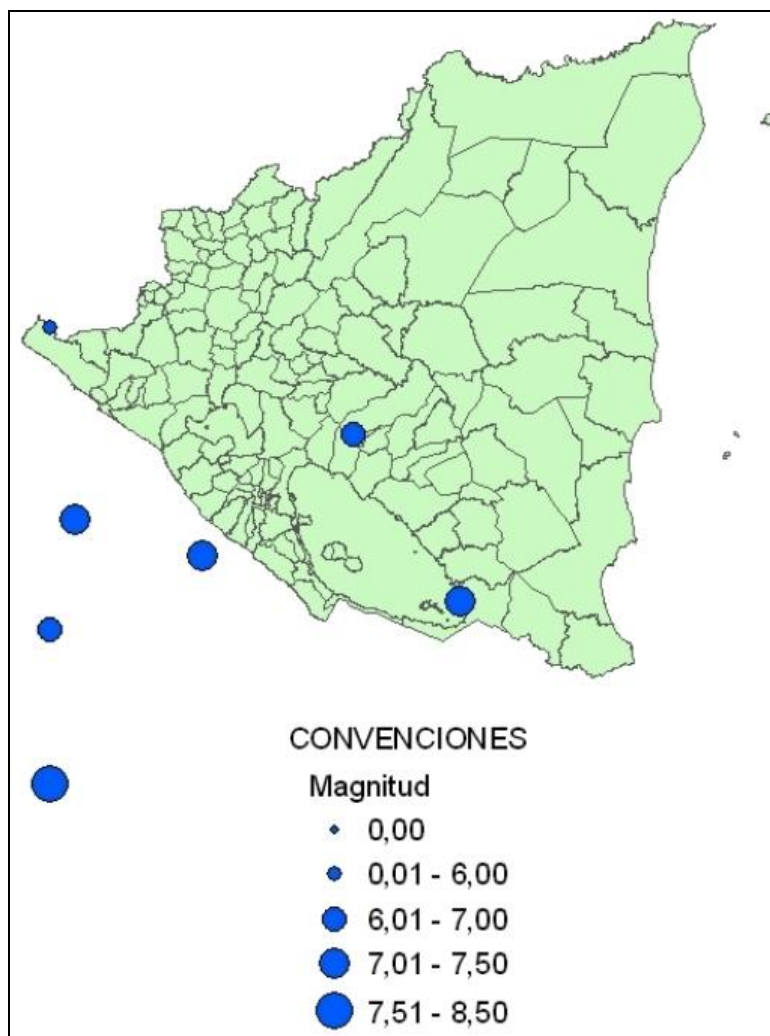 CONVENCIONES
Magnitud
0,00
0,01 - 6,00
6,01 - 7,00
7,01 - 7,50
7,51 - 8,50